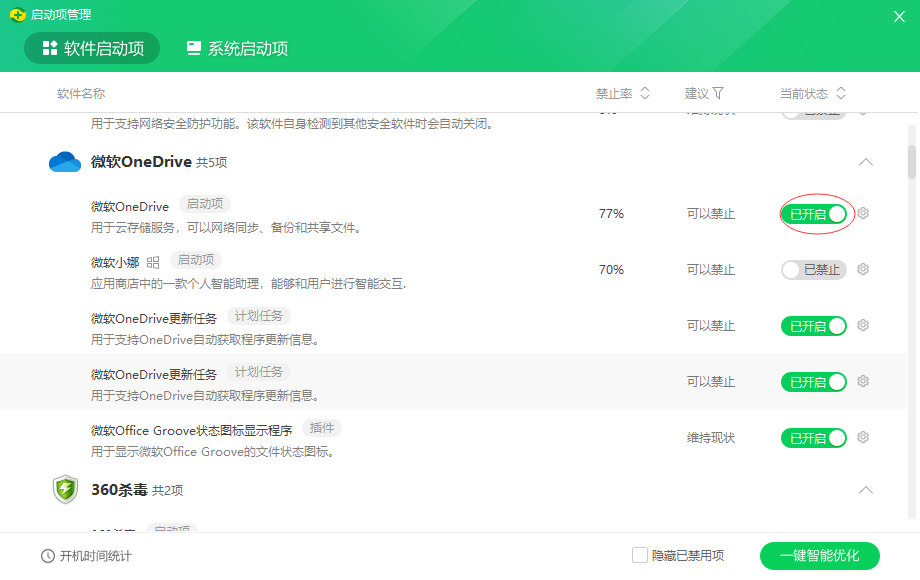 启动项管理
软件启动项 系统启动项
软件名称 禁止率 建议 当前状态
用于支持网络安全防护功能。该软件自身检测到其他安全软件时会自动关闭。
微软OneDrive 共5项
微软OneDrive 启动项
用于云存储服务，可以网络同步、备份和共享文件。
77% 可以禁止 已开启
微软小娜 启动项
应用商店中的一款个人智能助理，能够和用户进行智能交互.
70% 可以禁止 已禁止
微软OneDrive更新任务 计划任务
用于支持OneDrive自动获取程序更新信息。
可以禁止 已开启
微软OneDrive更新任务 计划任务
用于支持OneDrive自动获取程序更新信息。
可以禁止 已开启
微软Office Groove状态图标显示程序 插件
用于显示微软Office Groove的文件状态图标。
维持现状 已开启
360杀毒 共2项
开机时间统计 隐藏已禁用项 一键智能优化